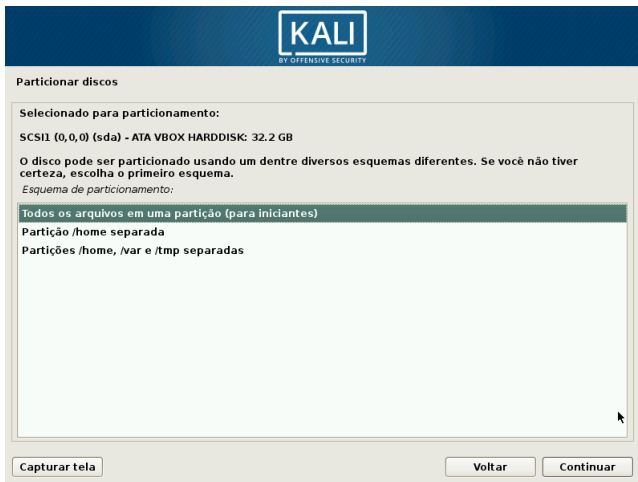 KALI
BY OFFENSIVE SECURITY
Particionar discos
Selecionado para particionamento:
SCSI1 (0,0,0) (sda) - ATA VBOX HARDDISK: 32.2 GB
O disco pode ser particionado usando um dentre diversos esquemas diferentes. Se você não tiver
certeza, escolha o primeiro esquema.
Esquema de particionamento:
Todos os arquivos em uma partição (para iniciantes)
Partição /home separada
Partições /home, /var e /tmp separadas
Capturar tela
Voltar
Continuar